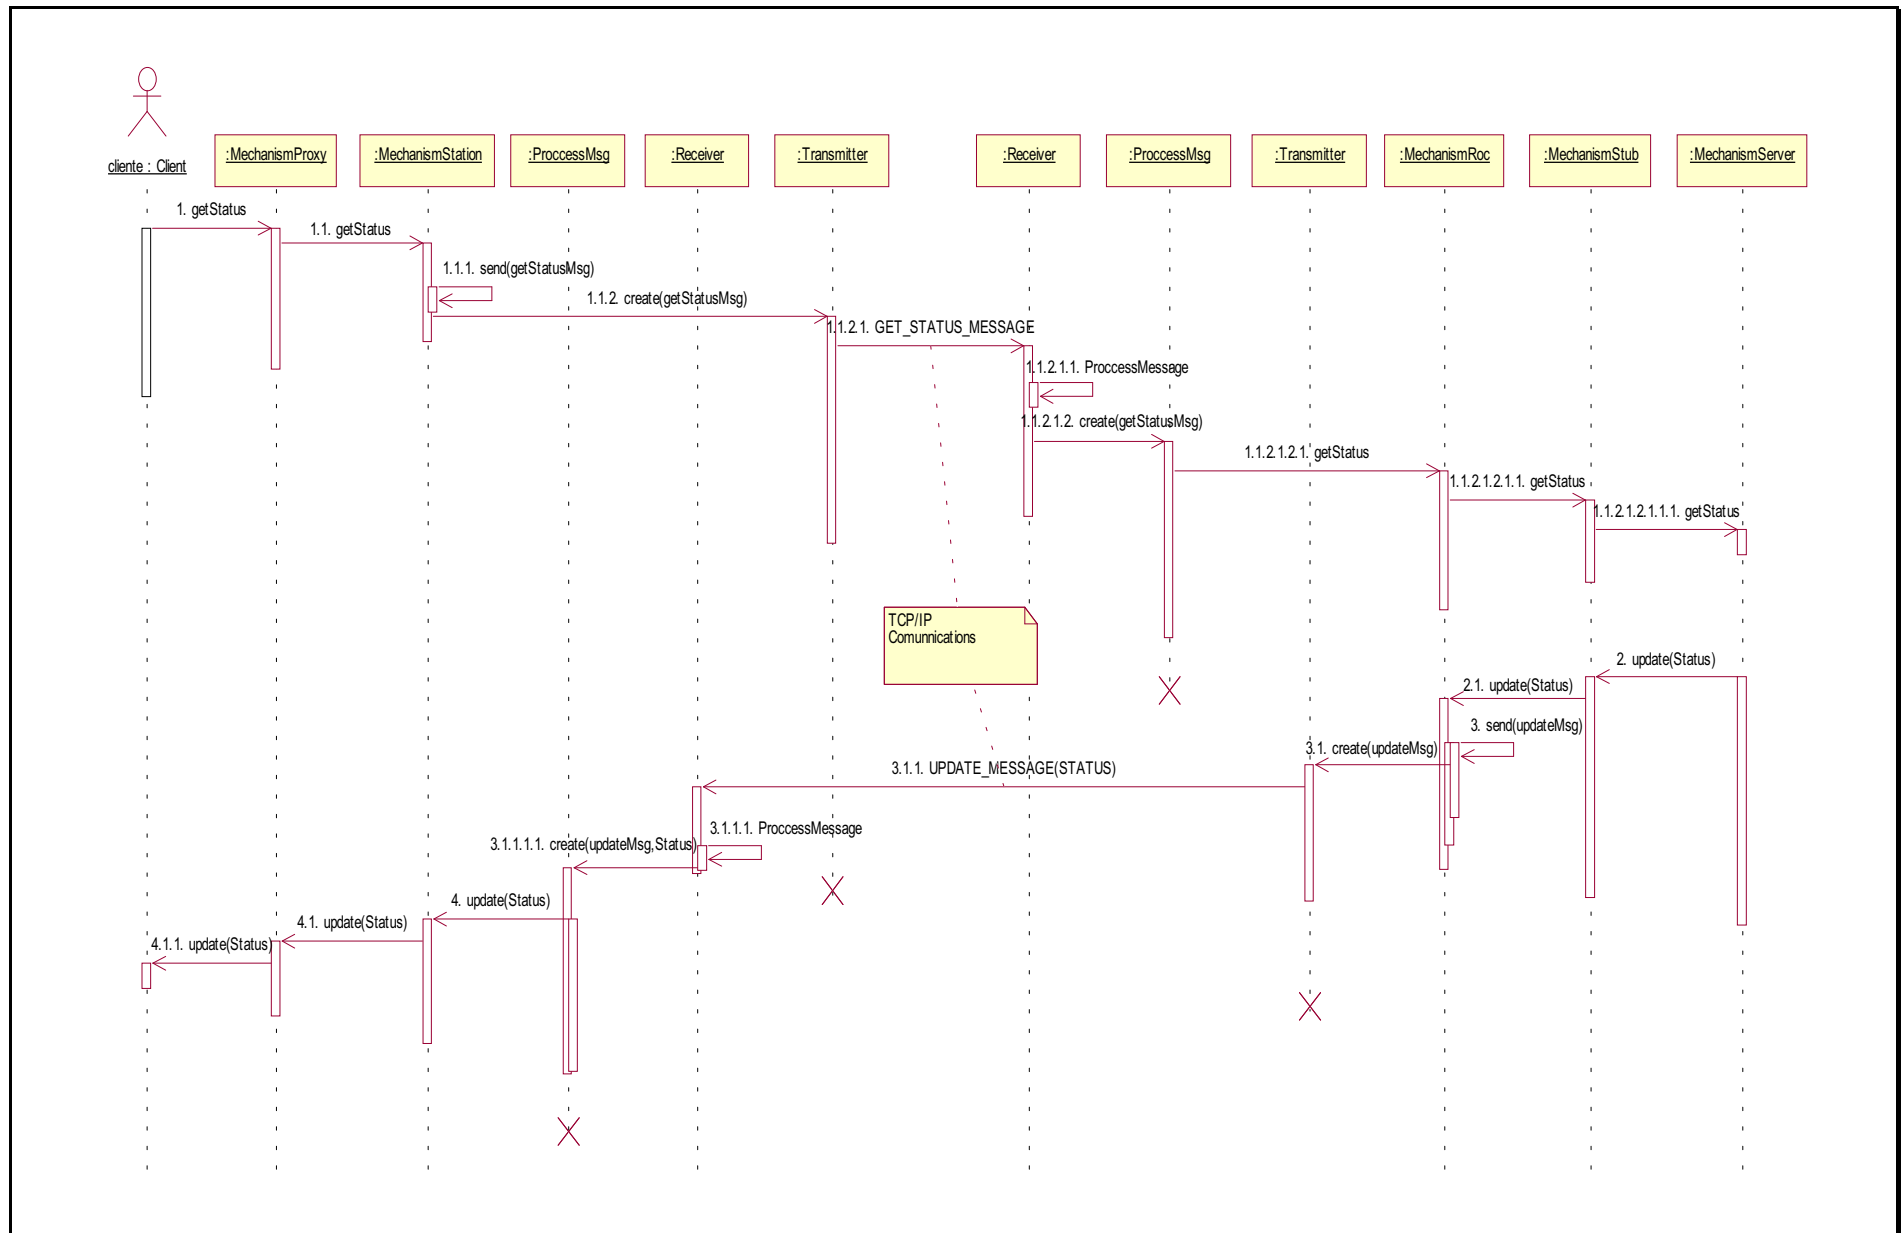 cliente : Client
:MechanismProxy
:MechanismStation
:ProccessMsg
:Receiver
:Transmitter
:Receiver
:ProccessMsg
:Transmitter
:MechanismRoc
:MechanismStub
:MechanismServer
1. getStatus
1.1. getStatus
1.1.1. send(getStatusMsg)
1.1.2. create(getStatusMsg)
1.1.2.1. GET_STATUS_MESSAGE
1.1.2.1.1. ProccessMessage
1.1.2.1.2. create(getStatusMsg)
1.1.2.1.2.1. getStatus
1.1.2.1.2.1.1. getStatus
1.1.2.1.2.1.1.1. getStatus
TCP/IP
Comunnications
2. update(Status)
2.1. update(Status)
3. send(updateMsg)
3.1. create(updateMsg)
3.1.1. UPDATE_MESSAGE(STATUS)
3.1.1.1. ProccessMessage
3.1.1.1.1. create(updateMsg,Status)
4. update(Status)
4.1. update(Status)
4.1.1. update(Status)